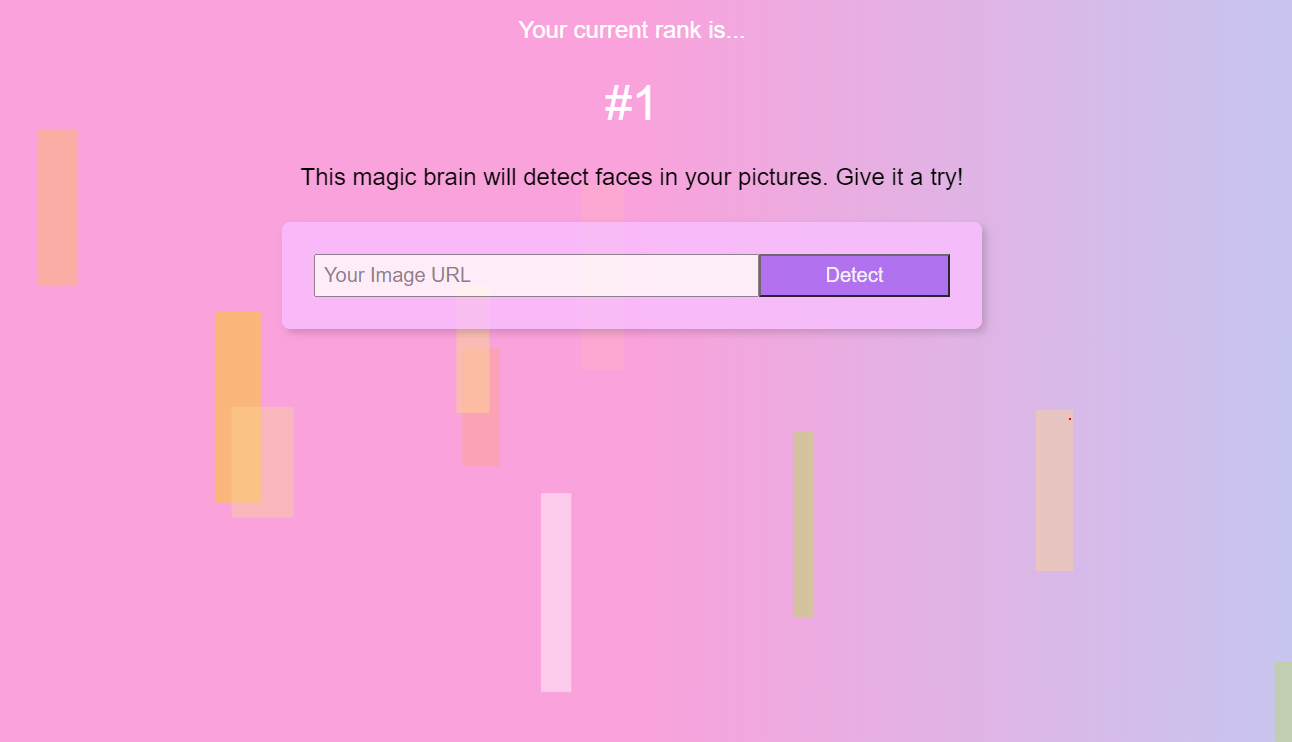 Your current rank is...
#1
This magic brain will detect faces in your pictures. Give it a try!
Your Image URL
Detect